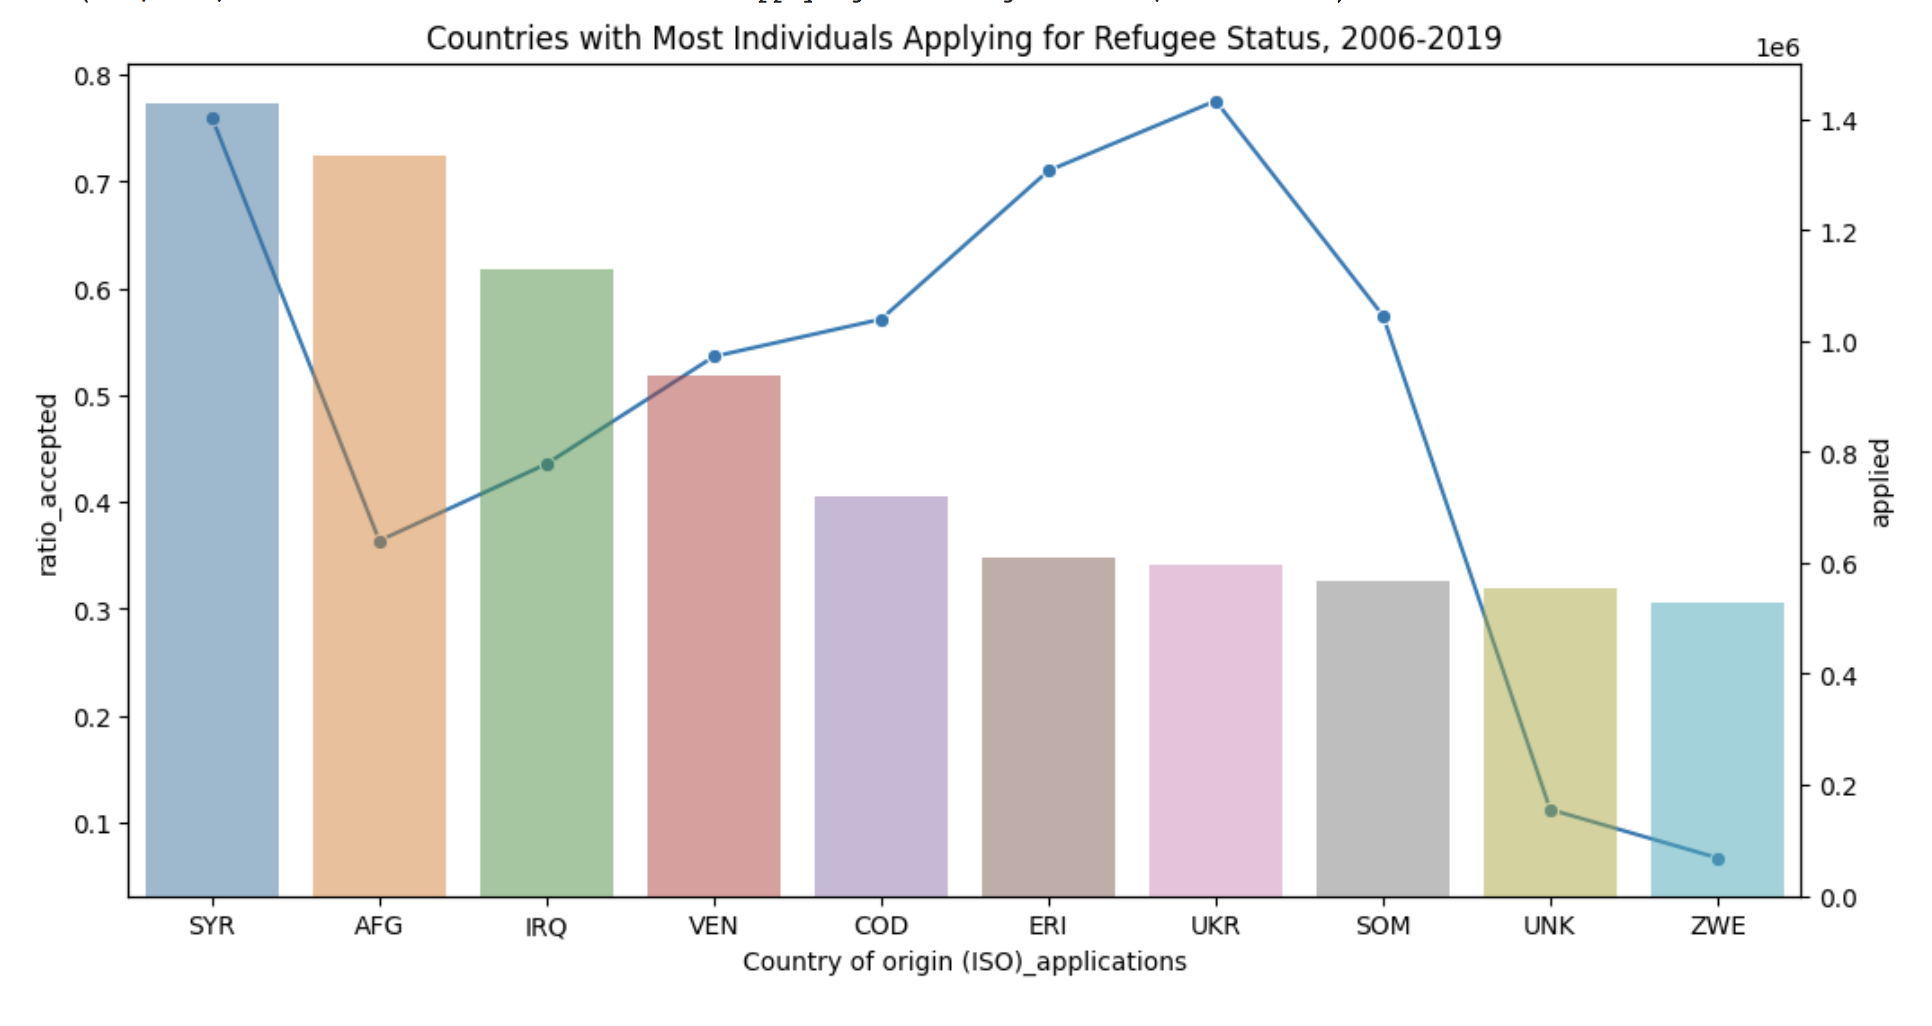 Countries with Most Individuals Applying for Refugee Status, 2006-2019
1e6
0.8
0.7
0.6
0.5
0.4
0.3
0.2
0.1
ratio_accepted
1.4
1.2
1.0
0.8
0.6
0.4
0.2
0.0
applied
SYR AFG IRQ VEN COD ERI UKR SOM UNK ZWE
Country of origin (ISO)_applications